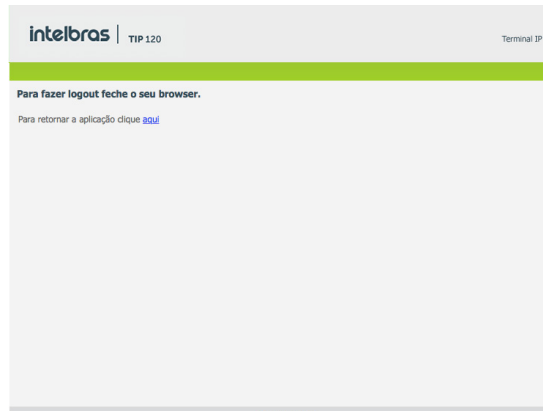 intelbras | TIP 120
Terminal IP
Para fazer logout feche o seu browser.
Para retornar a aplicação clique aqui